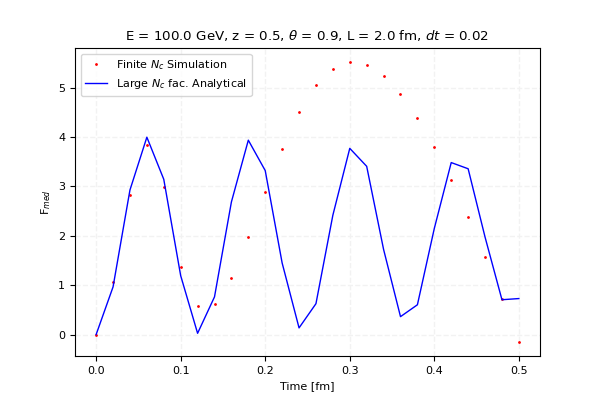 E = 100.0 GeV, z = 0.5, θ = 0.9, L = 2.0 fm, dt = 0.02
Finite N_c Simulation
Large N_c fac. Analytical
F_med
5
4
3
2
1
0
0.0 0.1 0.2 0.3 0.4 0.5
Time [fm]